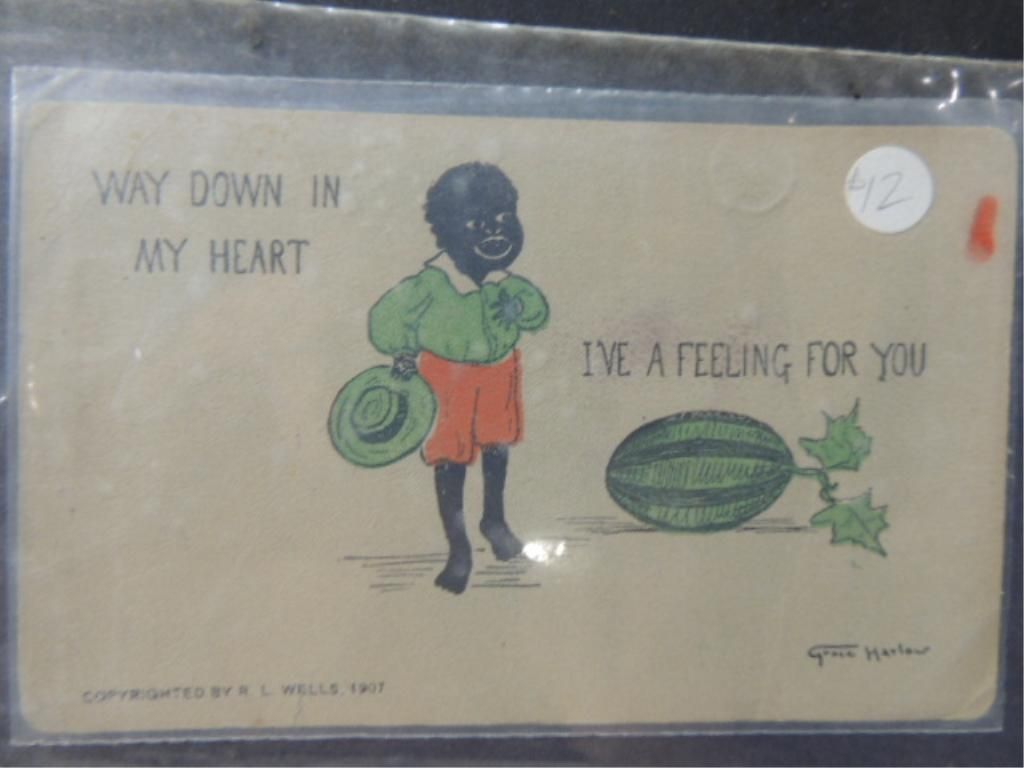 WAY DOWN IN
MY HEART
$12
I'VE A FEELING FOR YOU
Grace Harlow
COPYRIGHTED BY R. L. WELLS, 1907